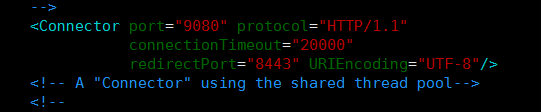 -->
<Connector port="9080" protocol="HTTP/1.1"
connectionTimeout="20000"
redirectPort="8443" URIEncoding="UTF-8"/>
<!-- A "Connector" using the shared thread pool-->
<!--